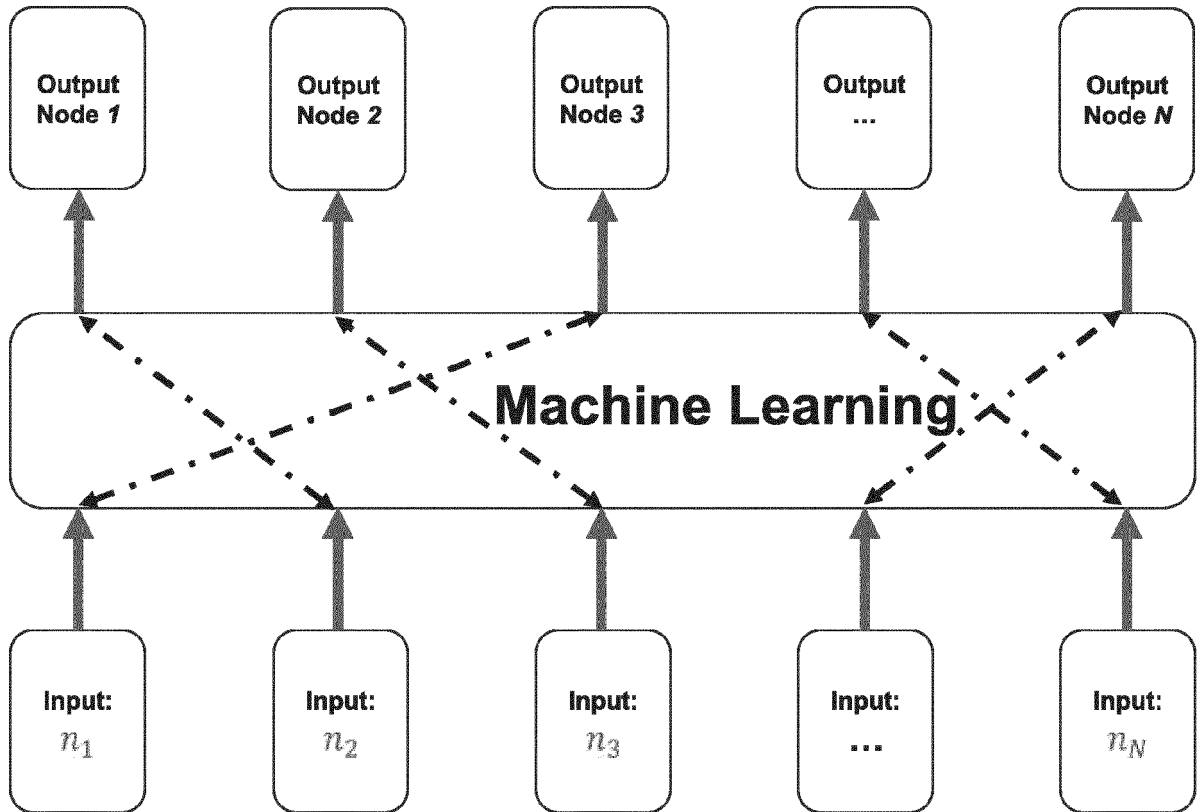 Output
Node 1
Output
Node 2
Output
Node 3
Output
...
Output
Node N
Machine Learning
Input:
n₁
Input:
n₂
Input:
n₃
Input:
...
Input:
n_N